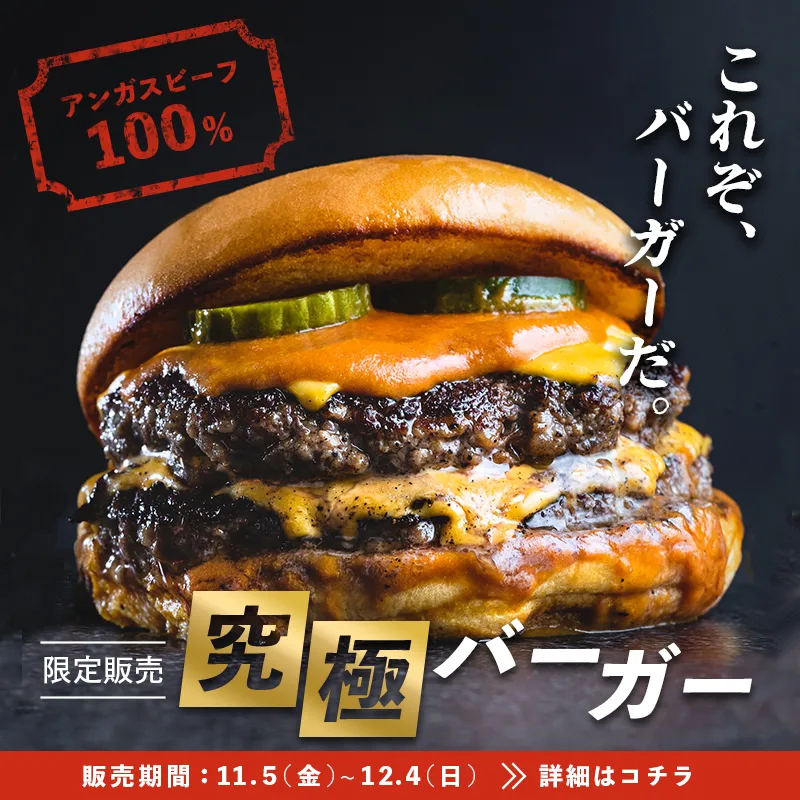 アンガスビーフ
100%
これぞ、
バーガーだ。
限定販売
究極バーガー
販売期間：11.5（金）~12.4（日） ≫ 詳細はコチラ